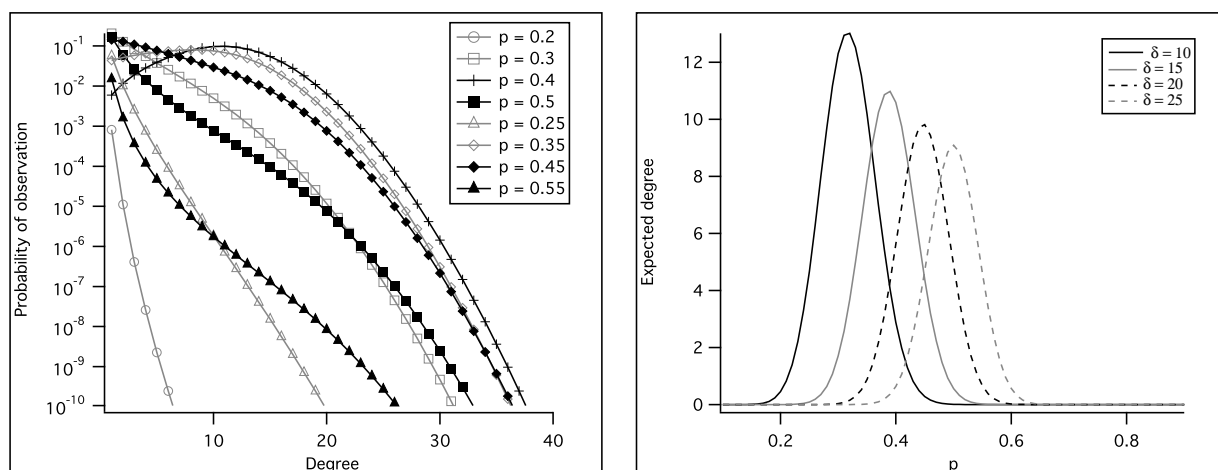 10-1
10-2
10-3
10-4
10-5
10-6
10-7
10-8
10-9
10-10
Probability of observation
10
20
30
40
Degree
p = 0.2
p = 0.3
p = 0.4
p = 0.5
p = 0.25
p = 0.35
p = 0.45
p = 0.55
12
10
8
6
4
2
0
Expected degree
0.2
0.4
0.6
0.8
p
δ = 10
δ = 15
δ = 20
δ = 25